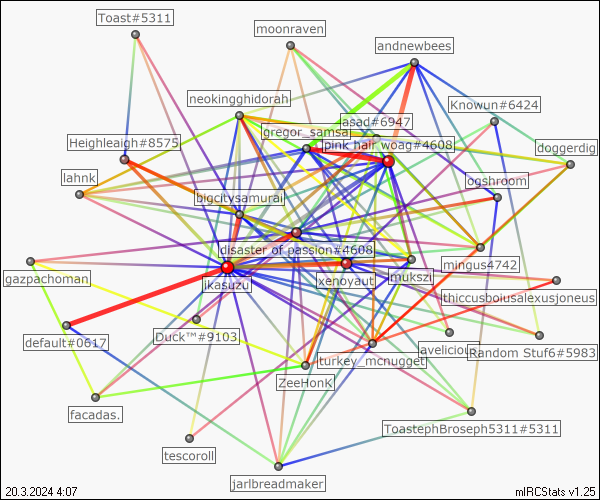 Toast#5311
moonraven
andnewbees
neokingghidorah
Knowun#6424
asad#6947
gregor_samsa
Heighleaigh#8575
pink hair woag#4608
doggerdig
lahnk
ogshroom
bigcitysamurai
disaster of passion#4608
mingus4742
gazpachoman
ikasuzu
xenoyaut
mukszi
thiccusboiusalexusjoneus
default#0617
Duck™#9103
turkey_mcnugget
avelicious
Random Stuf6#5983
ZeeHonK
facadas.
ToastephBroseph5311#5311
tescoroll
jarlbreadmaker
20.3.2024 4:07
mIRCStats v1.25